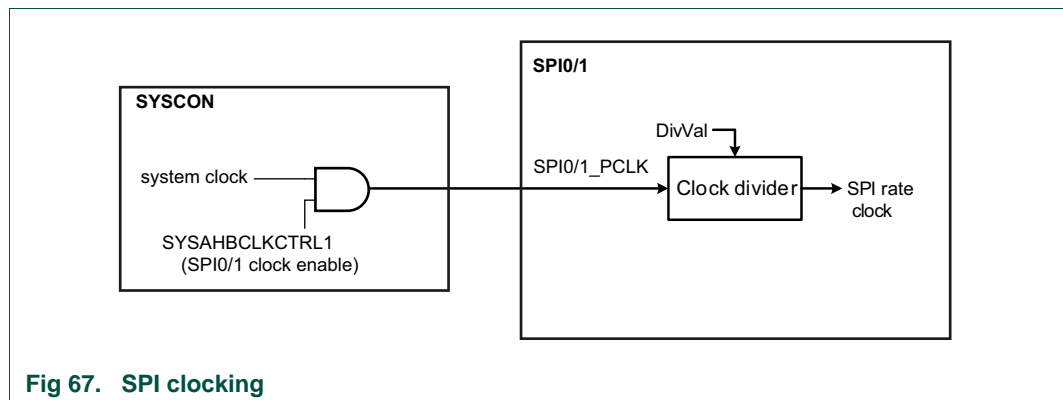 SYSCON
system clock
SYSAHBCLKCTRL1
(SPI0/1 clock enable)
SPI0/1
DivVal
SPI0/1_PCLK
Clock divider
SPI rate
clock
Fig 67. SPI clocking